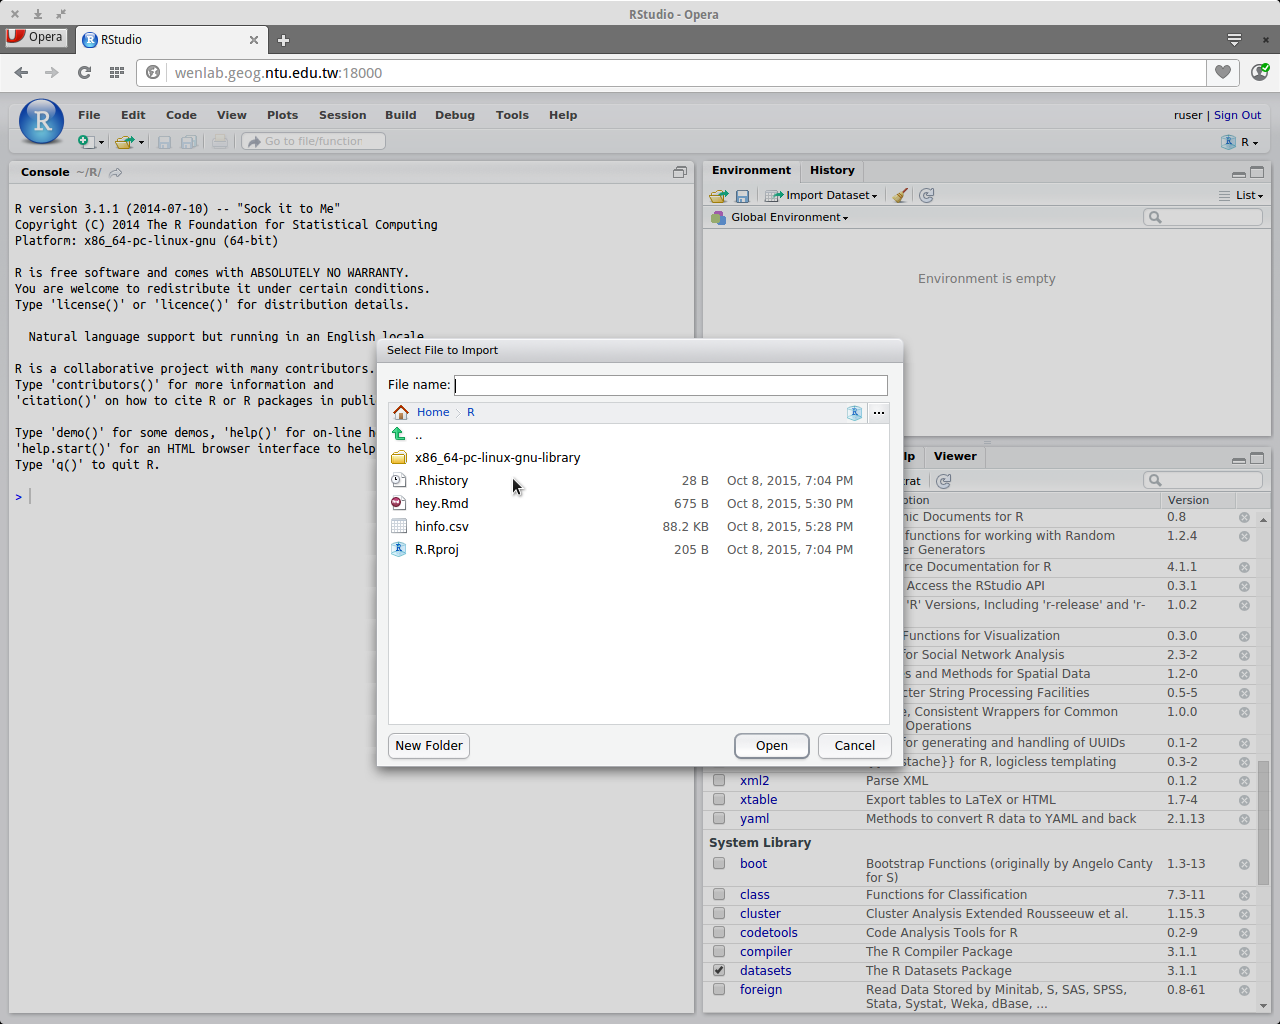 RStudio - Opera
Opera
RStudio
wenlab.geog.ntu.edu.tw:18000
R
File Edit Code View Plots Session Build Debug Tools Help
ruser | Sign Out
Go to file/function
R
Console ~/R/
R version 3.1.1 (2014-07-10) -- "Sock it to Me"
Copyright (C) 2014 The R Foundation for Statistical Computing
Platform: x86_64-pc-linux-gnu (64-bit)
R is free software and comes with ABSOLUTELY NO WARRANTY.
You are welcome to redistribute it under certain conditions.
Type 'license()' or 'licence()' for distribution details.
Natural language support but running in an English locale
R is a collaborative project with many contributors.
Type 'contributors()' for more information and
'citation()' on how to cite R or R packages in publi
Type 'demo()' for some demos, 'help()' for on-line h
'help.start()' for an HTML browser interface to help
Type 'q()' to quit R.
>
Environment History
Import Dataset
List
Global Environment
Environment is empty
Select File to Import
File name:
Home R
...
..
x86_64-pc-linux-gnu-library
.Rhistory 28 B Oct 8, 2015, 7:04 PM
hey.Rmd 675 B Oct 8, 2015, 5:30 PM
hinfo.csv 88.2 KB Oct 8, 2015, 5:28 PM
R.Rproj 205 B Oct 8, 2015, 7:04 PM
New Folder Open Cancel
lp Viewer
rat
tion Version
ic Documents for R 0.8
functions for working with Random 1.2.4
er Generators
rce Documentation for R 4.1.1
Access the RStudio API 0.3.1
'R' Versions, Including 'r-release' and 'r- 1.0.2
Functions for Visualization 0.3.0
for Social Network Analysis 2.3-2
s and Methods for Spatial Data 1.2-0
cter String Processing Facilities 0.5-5
e, Consistent Wrappers for Common 1.0.0
Operations
for generating and handling of UUIDs 0.1-2
stache}} for R, logicless templating 0.3-2
xml2 Parse XML 0.1.2
xtable Export tables to LaTeX or HTML 1.7-4
yaml Methods to convert R data to YAML and back 2.1.13
System Library
boot Bootstrap Functions (originally by Angelo Canty 1.3-13
for S)
class Functions for Classification 7.3-11
cluster Cluster Analysis Extended Rousseeuw et al. 1.15.3
codetools Code Analysis Tools for R 0.2-9
compiler The R Compiler Package 3.1.1
datasets The R Datasets Package 3.1.1
foreign Read Data Stored by Minitab, S, SAS, SPSS, 0.8-61
Stata, Systat, Weka, dBase, ...